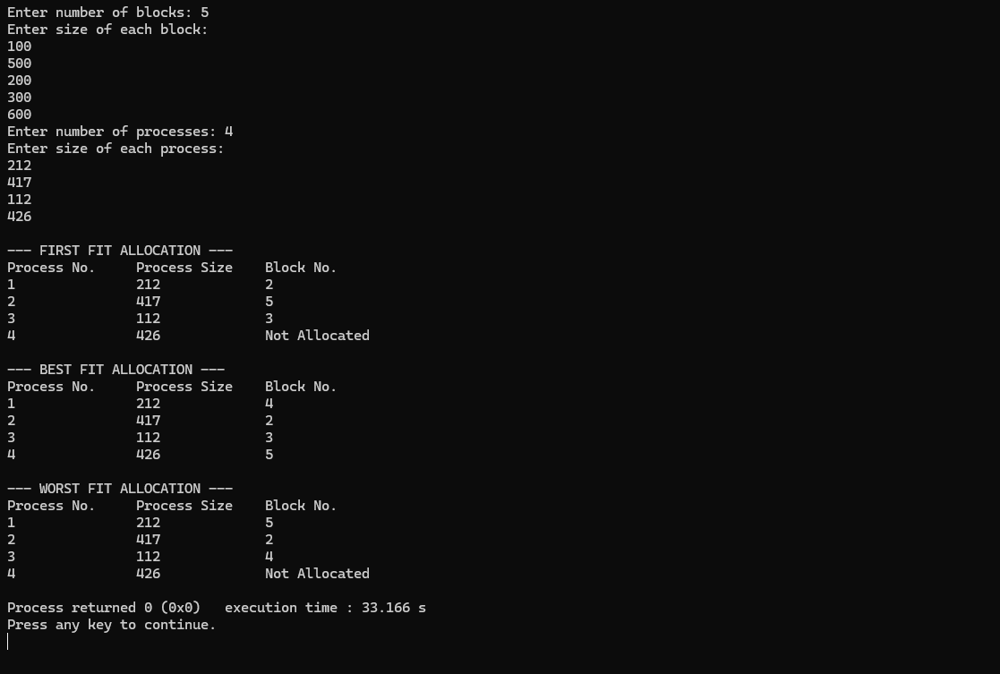 Enter number of blocks: 5
Enter size of each block:
100
500
200
300
600
Enter number of processes: 4
Enter size of each process:
212
417
112
426

--- FIRST FIT ALLOCATION ---
Process No.     Process Size    Block No.
1               212             2
2               417             5
3               112             3
4               426             Not Allocated

--- BEST FIT ALLOCATION ---
Process No.     Process Size    Block No.
1               212             4
2               417             2
3               112             3
4               426             5

--- WORST FIT ALLOCATION ---
Process No.     Process Size    Block No.
1               212             5
2               417             2
3               112             4
4               426             Not Allocated

Process returned 0 (0x0)   execution time : 33.166 s
Press any key to continue.